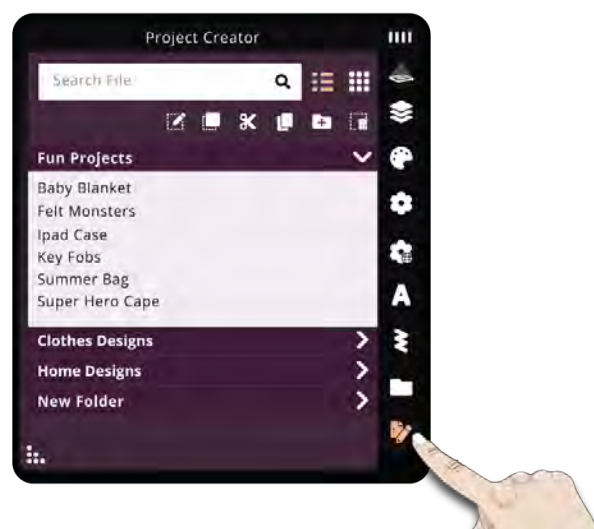 Project Creator
Search File
Fun Projects
Baby Blanket
Felt Monsters
Ipad Case
Key Fobs
Summer Bag
Super Hero Cape
Clothes Designs
Home Designs
New Folder
A